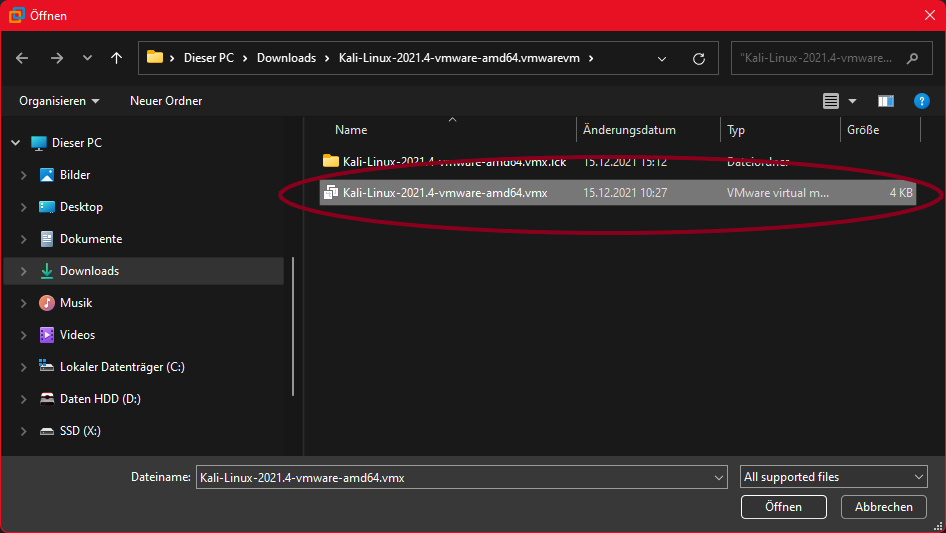 Öffnen
Dieser PC Downloads Kali-Linux-2021.4-vmware-amd64.vmwarevm
"Kali-Linux-2021.4-vmware...
Organisieren Neuer Ordner
Name Änderungsdatum Typ Größe
Kali-Linux-2021.4-vmware-amd64.vmx.lck 15.12.2021 15:12 Dateiordner
Kali-Linux-2021.4-vmware-amd64.vmx 15.12.2021 10:27 VMware virtual m... 4 KB
Dieser PC
Bilder
Desktop
Dokumente
Downloads
Musik
Videos
Lokaler Datenträger (C:)
Daten HDD (D:)
SSD (X:)
Dateiname: Kali-Linux-2021.4-vmware-amd64.vmx All supported files
Öffnen Abbrechen